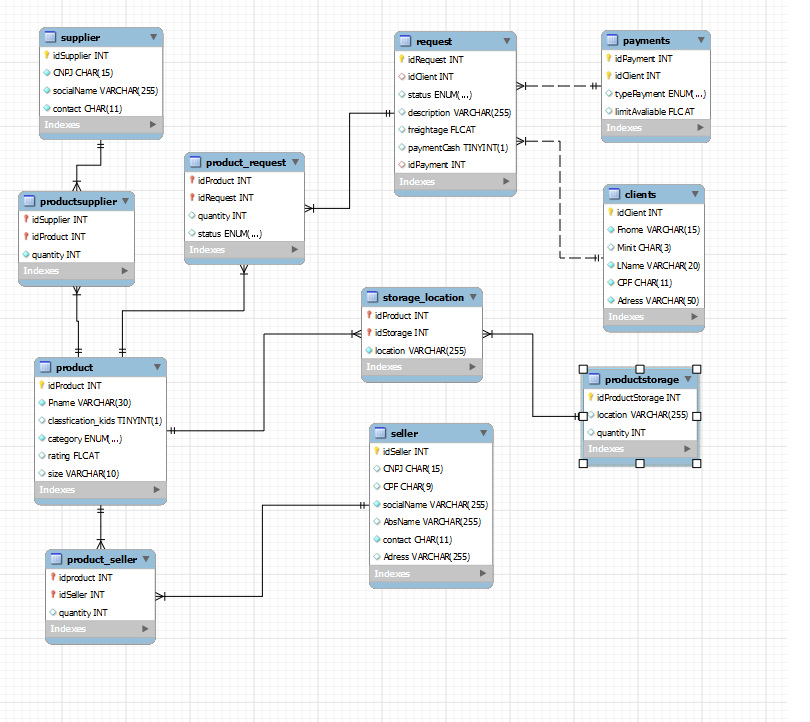 supplier
idSupplier INT
CNPJ CHAR(15)
socialName VARCHAR(255)
contact CHAR(11)
Indexes
request
idRequest INT
idClient INT
status ENUM(...)
description VARCHAR(255)
freightage FLCAT
paymentCash TINYINT(1)
idPayment INT
Indexes
payments
idPayment INT
idClient INT
typePayment ENUM(...)
limitAvaliable FLCAT
Indexes
product_request
idProduct INT
idRequest INT
quantity INT
status ENUM(...)
Indexes
productsupplier
idSupplier INT
idProduct INT
quantity INT
Indexes
clients
idClient INT
Fnome VARCHAR(15)
Minit CHAR(3)
LName VARCHAR(20)
CPF CHAR(11)
Adress VARCHAR(50)
Indexes
storage_location
idProduct INT
idStorage INT
location VARCHAR(255)
Indexes
product
idProduct INT
Pname VARCHAR(30)
classfication_kids TINYINT(1)
category ENUM(...)
rating FLCAT
size VARCHAR(10)
Indexes
productstorage
idProductStorage INT
location VARCHAR(255)
quantity INT
Indexes
seller
idSeller INT
CNPJ CHAR(15)
CPF CHAR(9)
socialName VARCHAR(255)
AbsName VARCHAR(255)
contact CHAR(11)
Adress VARCHAR(255)
Indexes
product_seller
idproduct INT
idSeller INT
quantity INT
Indexes